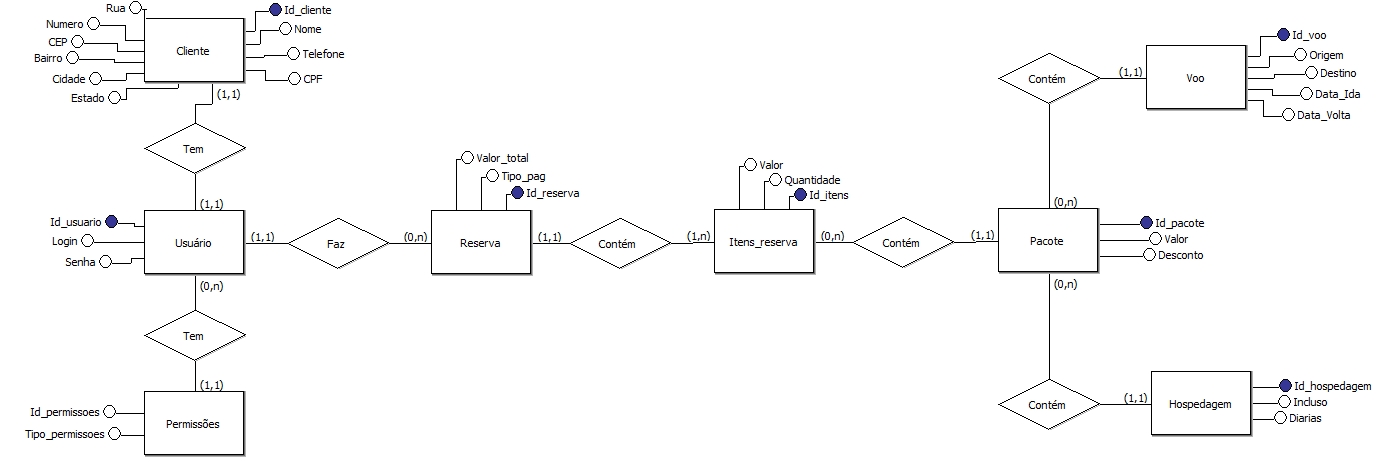 Rua
Id_cliente
Numero
Nome
CEP
Cliente
Telefone
Bairro
Cidade
CPF
Estado
(1,1)
Tem
(1,1)
Id_usuario
Login
Usuário
Senha
(1,1)
Faz
(0,n)
Valor_total
Tipo_pag
Id_reserva
Reserva
(1,1)
Contém
(1,n)
Valor
Quantidade
Id_itens
Itens_reserva
(0,n)
Contém
(1,1)
Pacote
Id_pacote
Valor
Desconto
(0,n)
Contém
(1,1)
Voo
Id_voo
Origem
Destino
Data_Ida
Data_Volta
(0,n)
Tem
(1,1)
Id_permissoes
Permissões
Tipo_permissoes
(0,n)
Contém
(1,1)
Hospedagem
Id_hospedagem
Incluso
Diarias